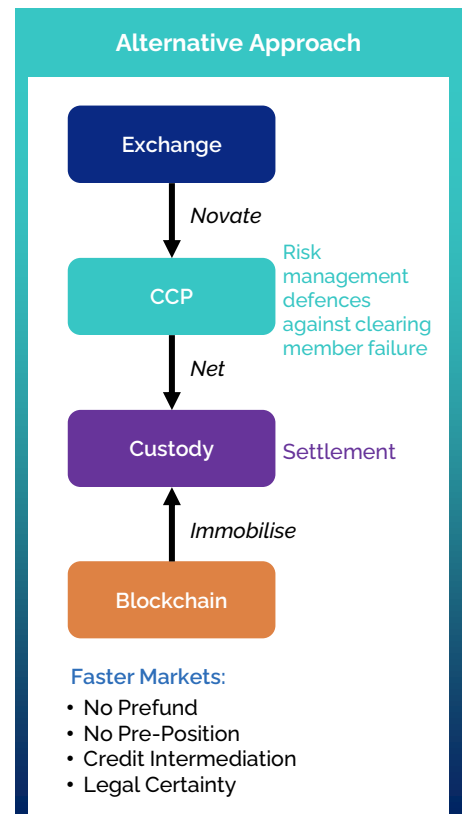 Alternative Approach
Exchange
Novate
CCP
Risk
management
defences
against clearing
member failure
Net
Custody
Settlement
Immobilise
Blockchain
Faster Markets:
• No Prefund
• No Pre-Position
• Credit Intermediation
• Legal Certainty